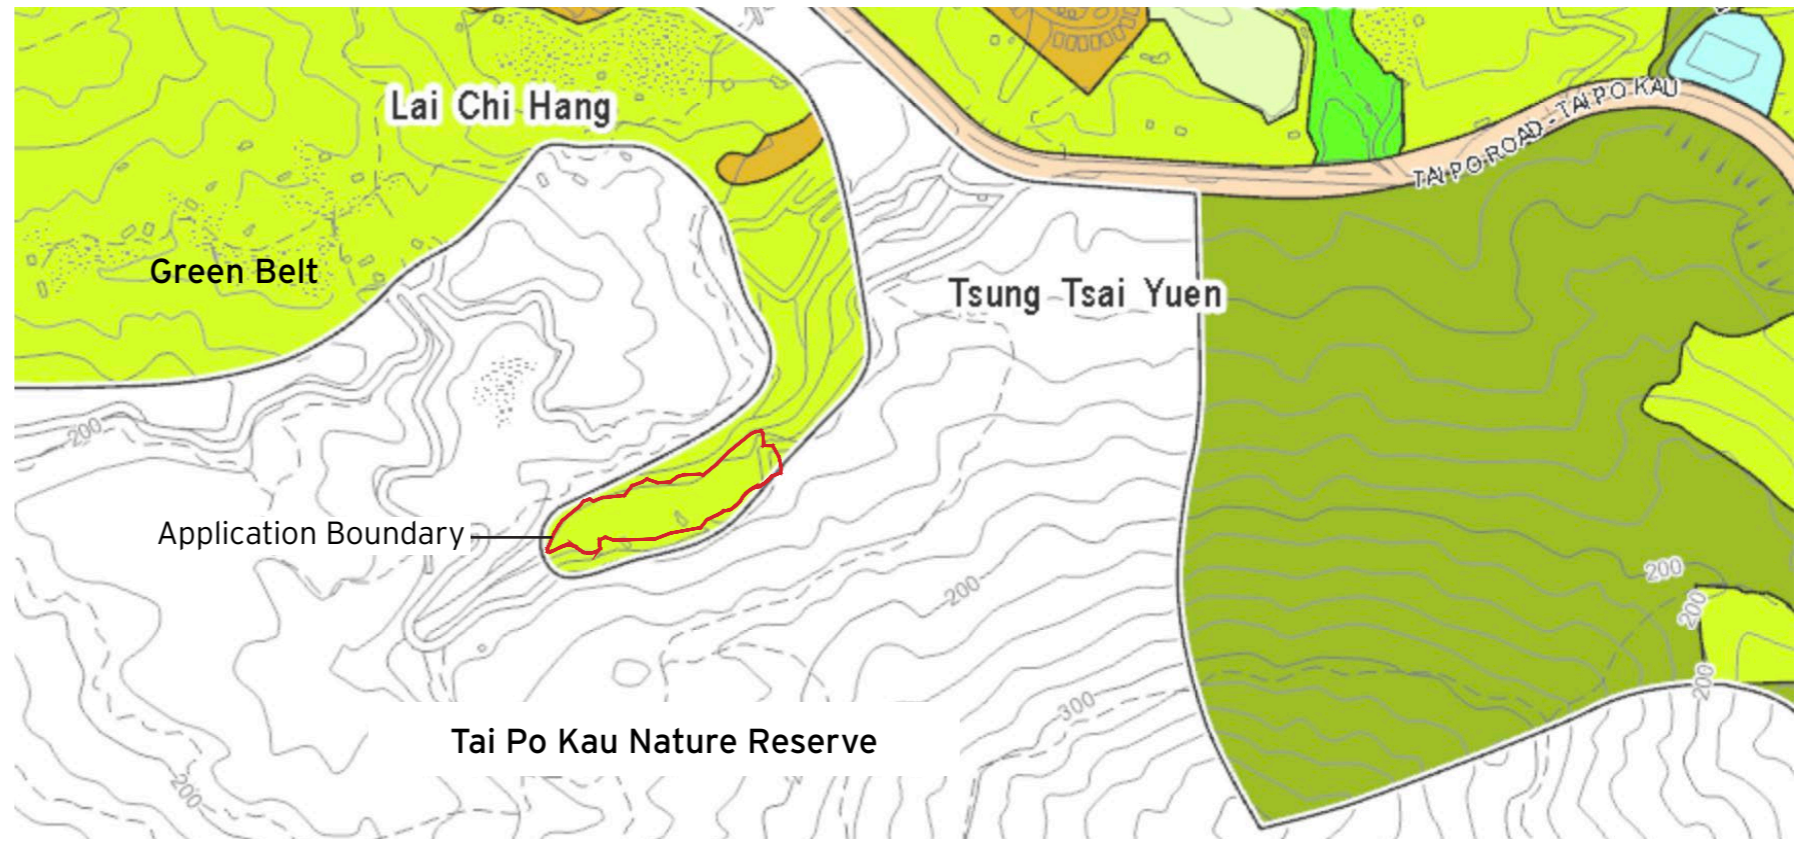 Lai Chi Hang
TAI PO ROAD - TAI PO KAU
Green Belt
Tsung Tsai Yuen
200
Application Boundary
200
200
200
200
300
Tai Po Kau Nature Reserve
200